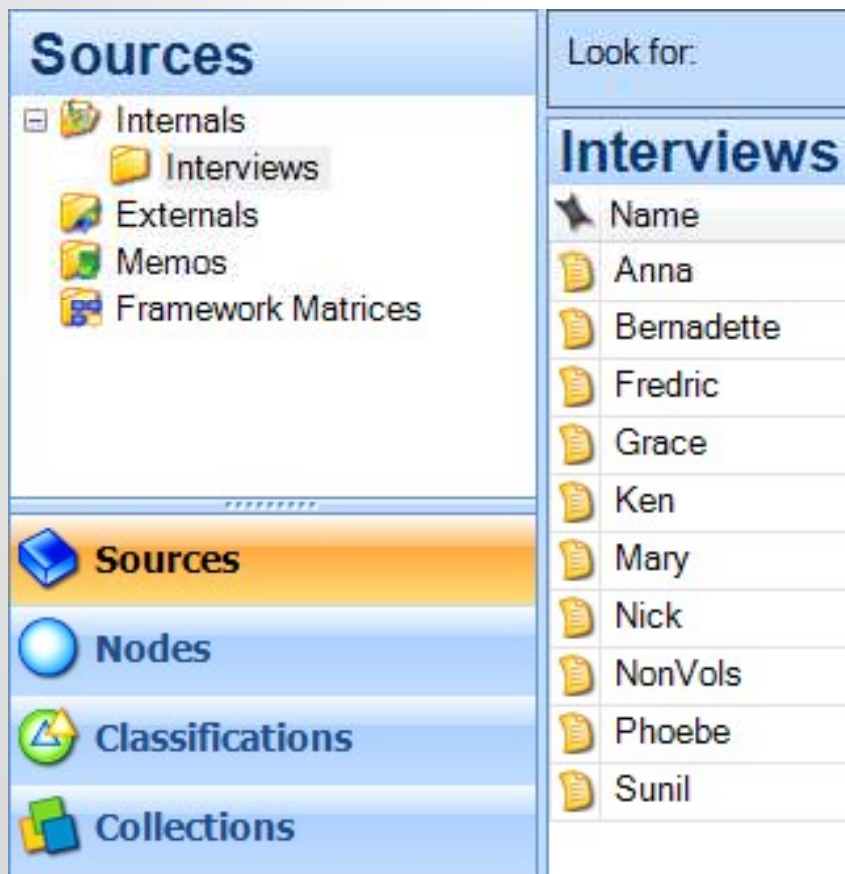 Sources
Internals
Interviews
Externals
Memos
Framework Matrices
Sources
Nodes
Classifications
Collections
Look for:
Interviews
Name
Anna
Bernadette
Fredric
Grace
Ken
Mary
Nick
NonVols
Phoebe
Sunil